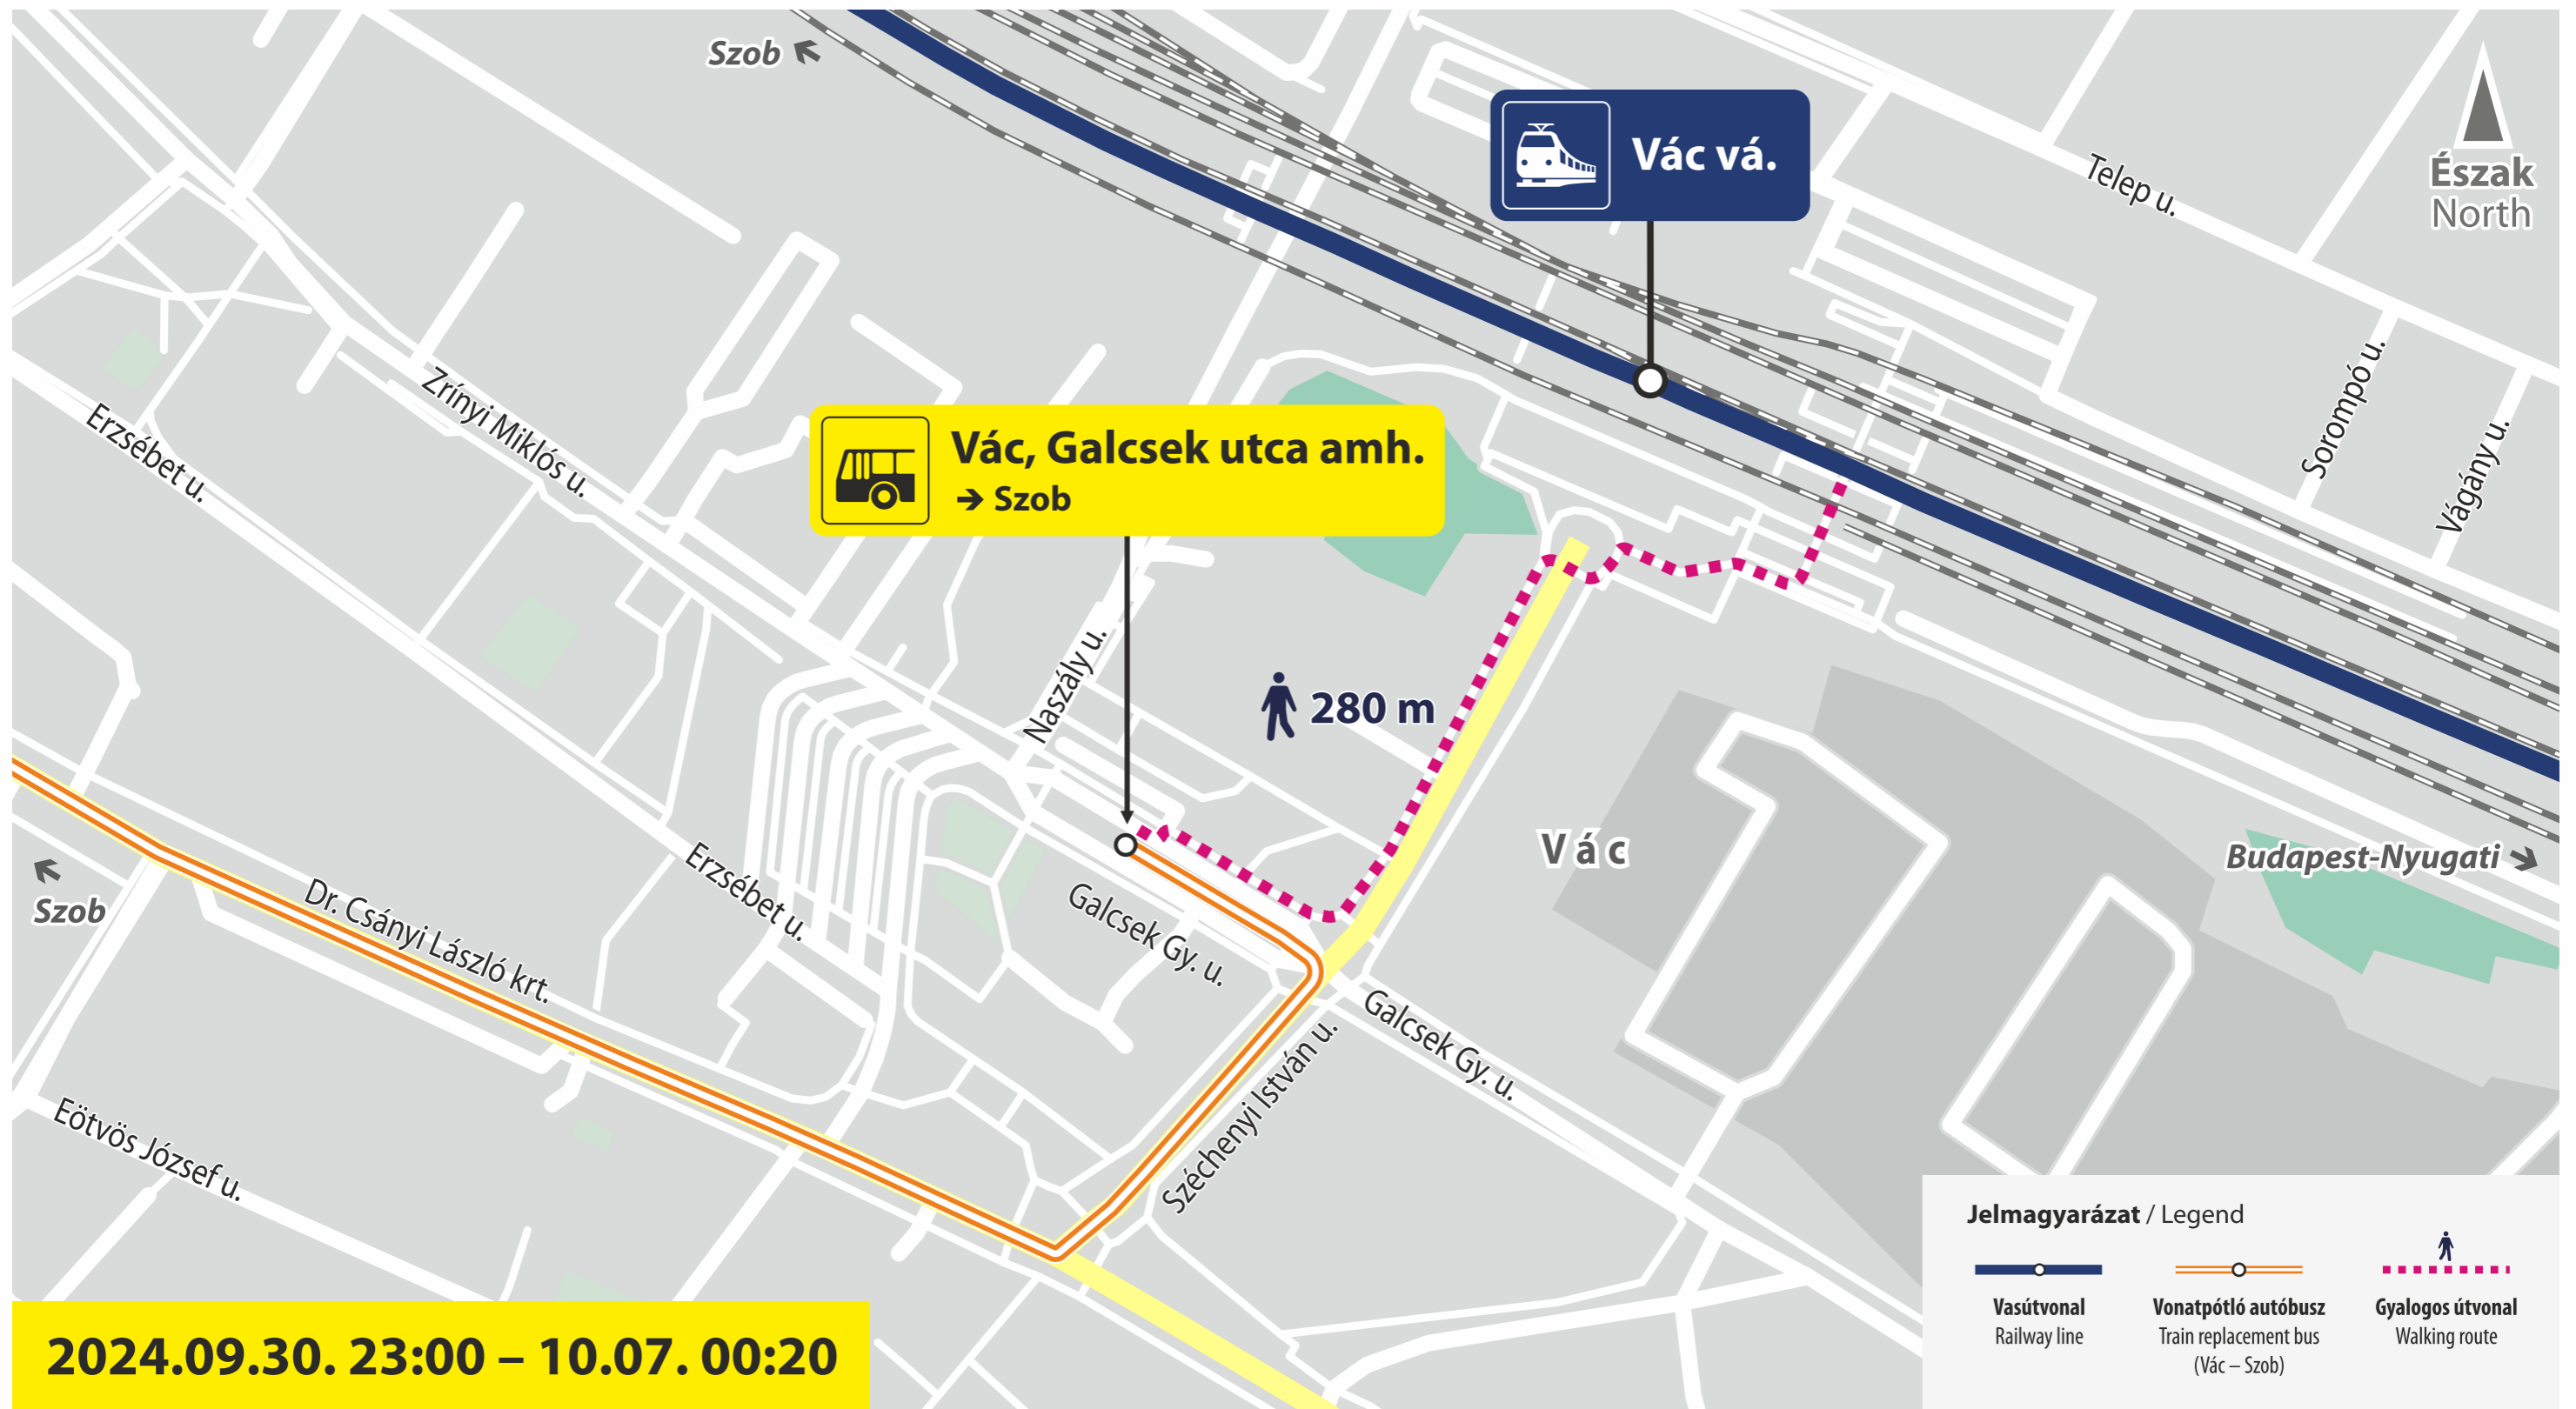 Szob
Vác vá.
Telep u.
Észak
North
Zrínyi Miklós u.
Erzsébet u.
Vác, Galcsek utca amh.
→ Szob
Sorompó u.
Vágány u.
Naszály u.
280 m
Vác
Budapest-Nyugati
Szob
Dr. Csányi László krt.
Erzsébet u.
Galcsek Gy. u.
Galcsek Gy. u.
Széchenyi István u.
Eötvös József u.
2024.09.30. 23:00 – 10.07. 00:20
Jelmagyarázat / Legend
Vasútvonal
Railway line
Vonatpótló autóbusz
Train replacement bus
(Vác – Szob)
Gyalogos útvonal
Walking route